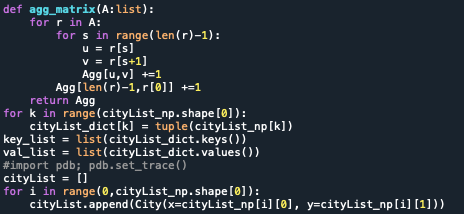 def agg_matrix(A:list):
    for r in A:
        for s in range(len(r)-1):
            u = r[s]
            v = r[s+1]
            Agg[u,v] +=1
        Agg[len(r)-1,r[0]] +=1
    return Agg
for k in range(cityList_np.shape[0]):
    cityList_dict[k] = tuple(cityList_np[k])
key_list = list(cityList_dict.keys())
val_list = list(cityList_dict.values())
#import pdb; pdb.set_trace()
cityList = []
for i in range(0,cityList_np.shape[0]):
    cityList.append(City(x=cityList_np[i][0], y=cityList_np[i][1]))